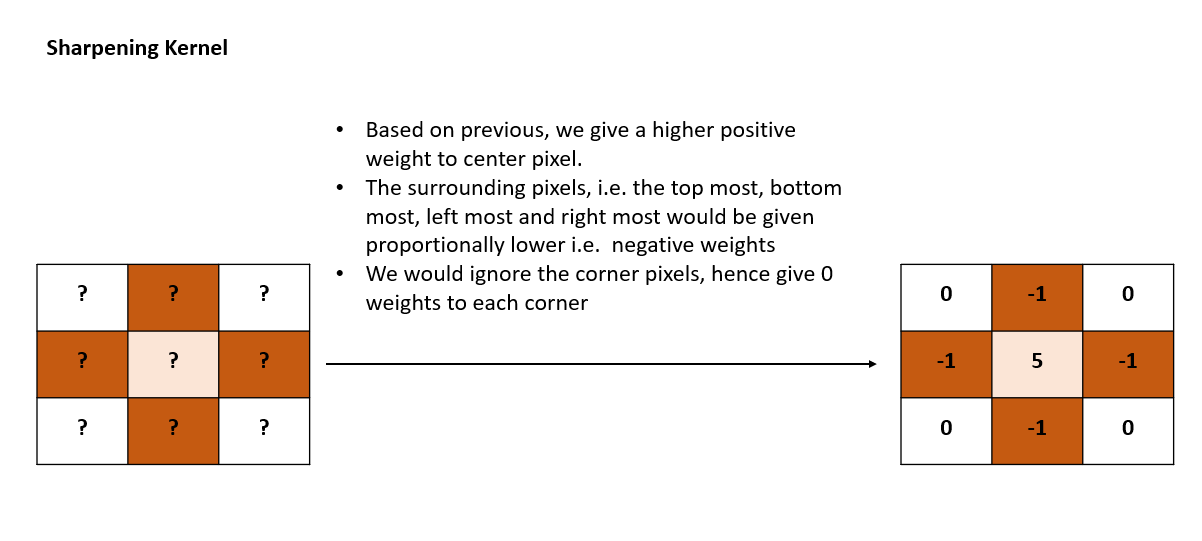 Sharpening Kernel
• Based on previous, we give a higher positive
weight to center pixel.
• The surrounding pixels, i.e. the top most, bottom
most, left most and right most would be given
proportionally lower i.e.  negative weights
• We would ignore the corner pixels, hence give 0
weights to each corner
? ? ?
? ? ?
? ? ?
0 -1 0
-1 5 -1
0 -1 0